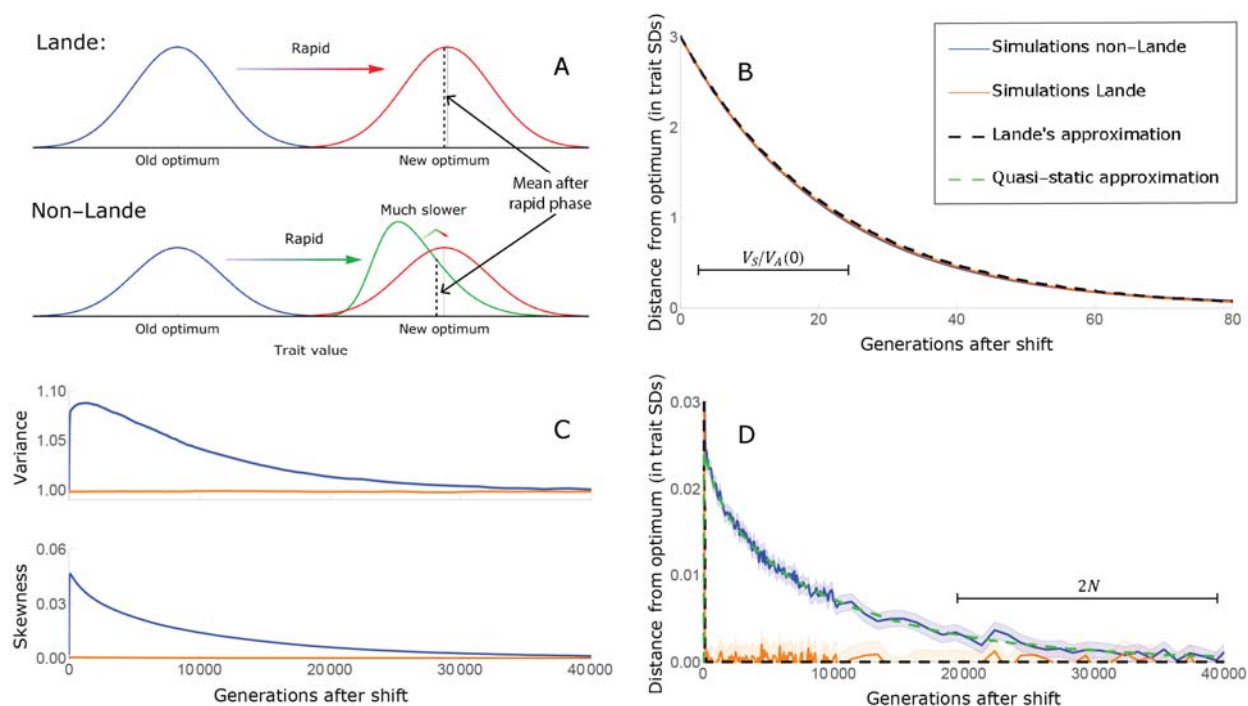 Lande:
Rapid
A
Old optimum
New optimum
Mean after
rapid phase
Non–Lande
Much slower
Rapid
Old optimum
New optimum
Trait value
B
Distance from optimum (in trait SDs)
3
2
1
0
V_S/V_A(0)
0 20 40 60 80
Generations after shift
Simulations non–Lande
Simulations Lande
Lande's approximation
Quasi–static approximation
C
Variance
1.10
1.05
1.00
Skewness
0.06
0.03
0.00
0 10000 20000 30000 40000
Generations after shift
D
Distance from optimum (in trait SDs)
0.03
0.02
0.01
0.00
2N
0 10000 20000 30000 40000
Generations after shift